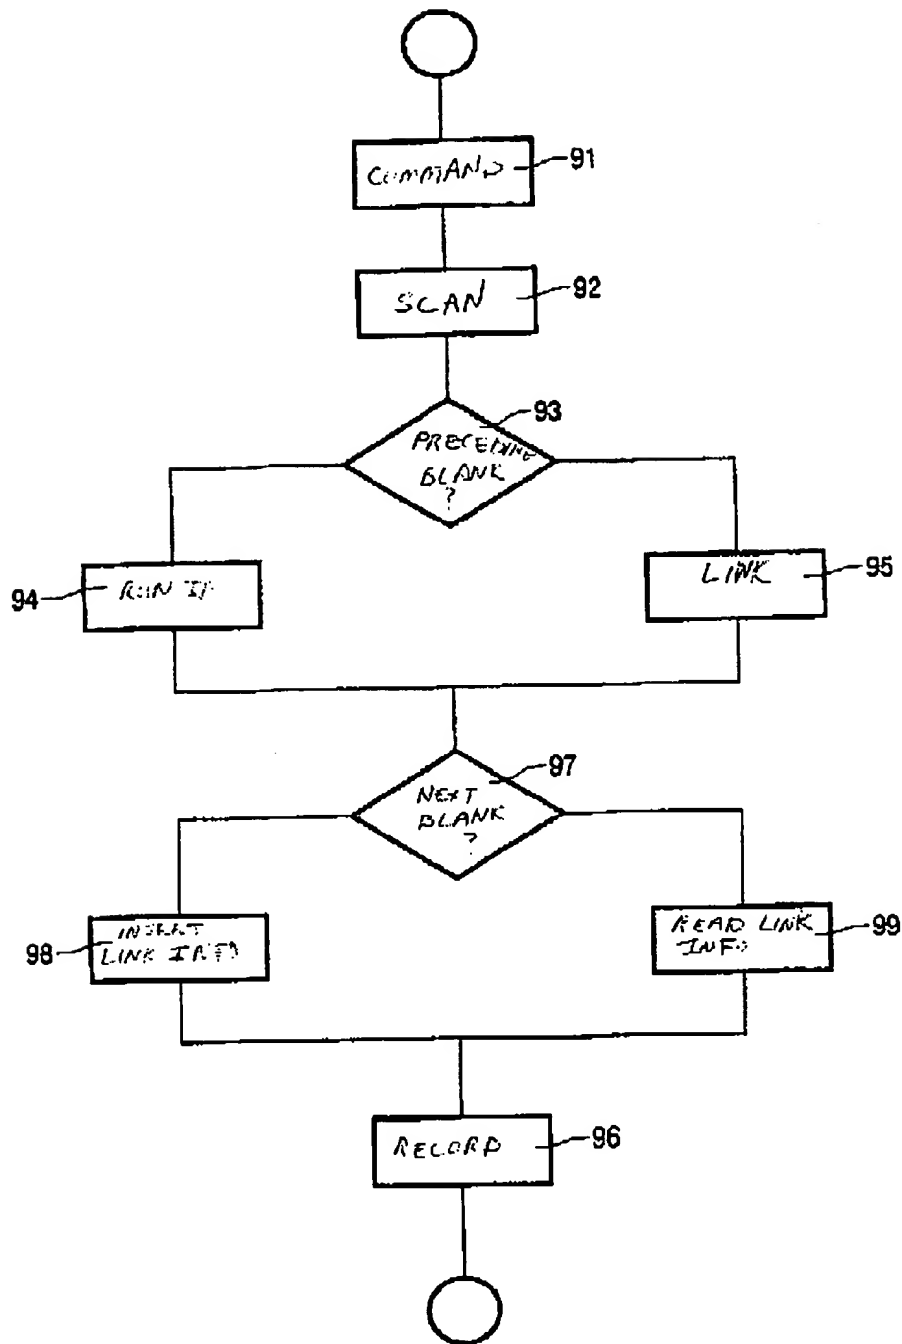 COMMAND
91
SCAN
92
93
PRECEDING
BLANK
?
94
RUN IN
LINK
95
97
NEXT
BLANK
?
98
INSERT
LINK INFO
READ LINK
INFO
99
RECORD
96